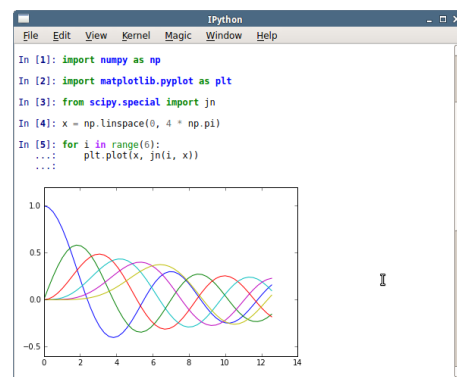 IPython
File Edit View Kernel Magic Window Help
In [1]: import numpy as np
In [2]: import matplotlib.pyplot as plt
In [3]: from scipy.special import jn
In [4]: x = np.linspace(0, 4 * np.pi)
In [5]: for i in range(6):
   ...:     plt.plot(x, jn(i, x))
   ...:
1.0
0.5
0.0
−0.5
0 2 4 6 8 10 12 14